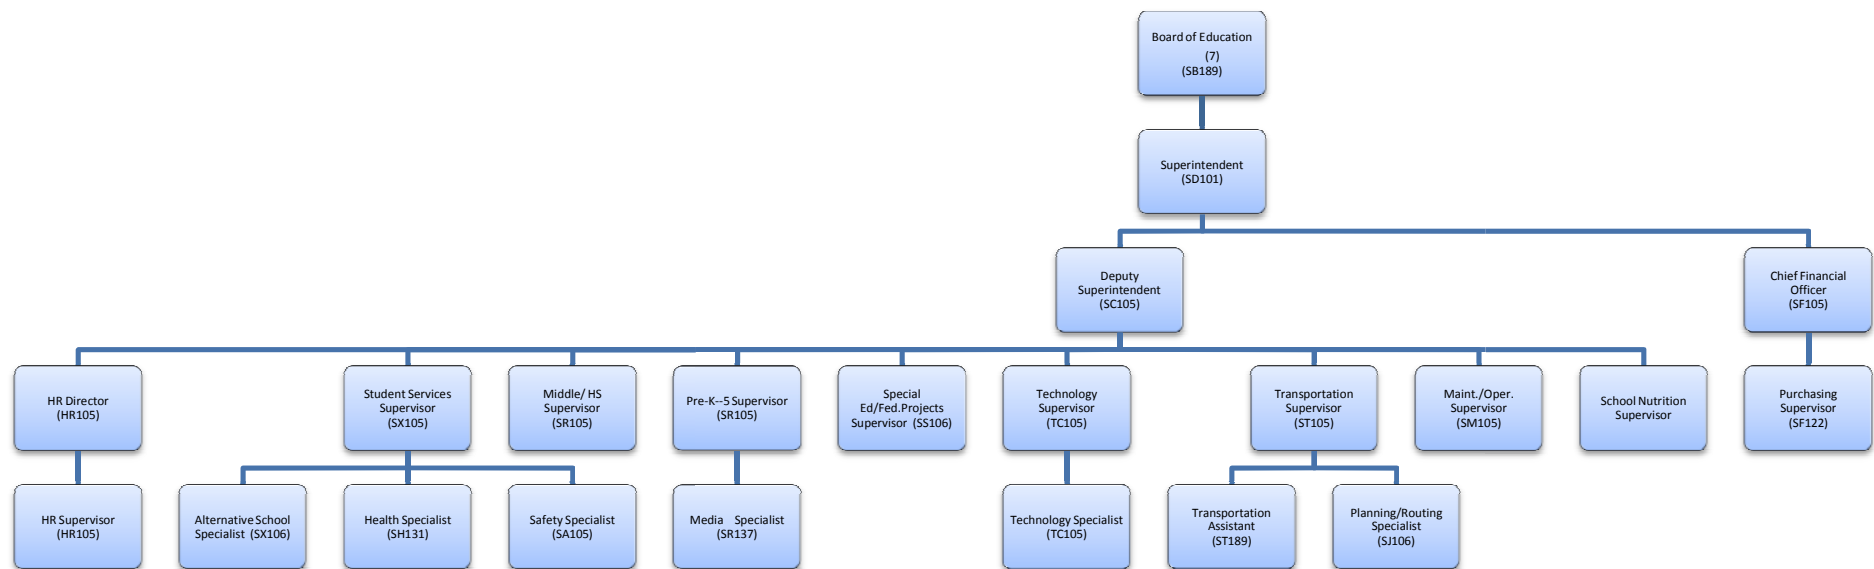 Board of Education
(7)
(SB189)
Superintendent
(SD101)
Deputy
Superintendent
(SC105)
Chief Financial
Officer
(SF105)
HR Director
(HR105)
Student Services
Supervisor
(SX105)
Middle/ HS
Supervisor
(SR105)
Pre-K--5 Supervisor
(SR105)
Special
Ed/Fed.Projects
Supervisor (SS106)
Technology
Supervisor
(TC105)
Transportation
Supervisor
(ST105)
Maint./Oper.
Supervisor
(SM105)
School Nutrition
Supervisor
Purchasing
Supervisor
(SF122)
HR Supervisor
(HR105)
Alternative School
Specialist (SX106)
Health Specialist
(SH131)
Safety Specialist
(SA105)
Media Specialist
(SR137)
Technology Specialist
(TC105)
Transportation
Assistant
(ST189)
Planning/Routing
Specialist
(SJ106)